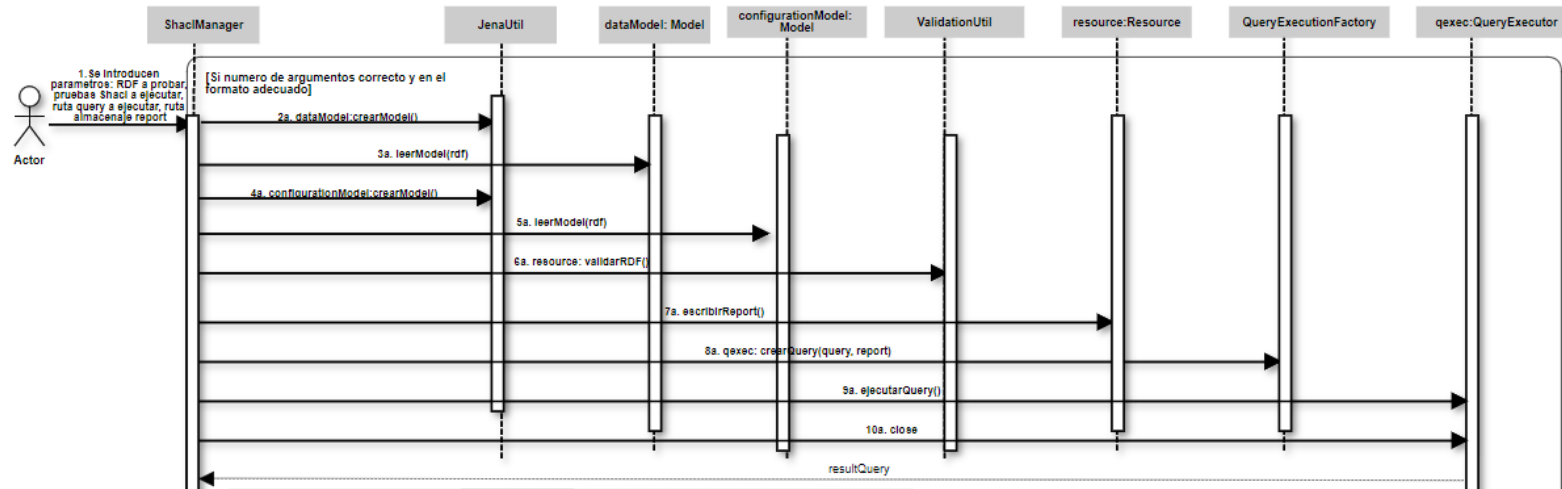 ShaclManager
JenaUtil
dataModel: Model
configurationModel:
Model
ValidationUtil
resource:Resource
QueryExecutionFactory
qexec:QueryExecutor
1.Se Introducen
parametros: RDF a probar,
pruebas Shacl a ejecutar,
ruta query a ejecutar, ruta
almacenaje report
Actor
[Si numero de argumentos correcto y en el
formato adecuado]
2a. dataModel:crearModel()
3a. leerModel(rdf)
4a. configurationModel:crearModel()
5a. leerModel(rdf)
6a. resource: validarRDF()
7a. escribirReport()
8a. qexec: crearQuery(query, report)
9a. ejecutarQuery()
10a. close
resultQuery